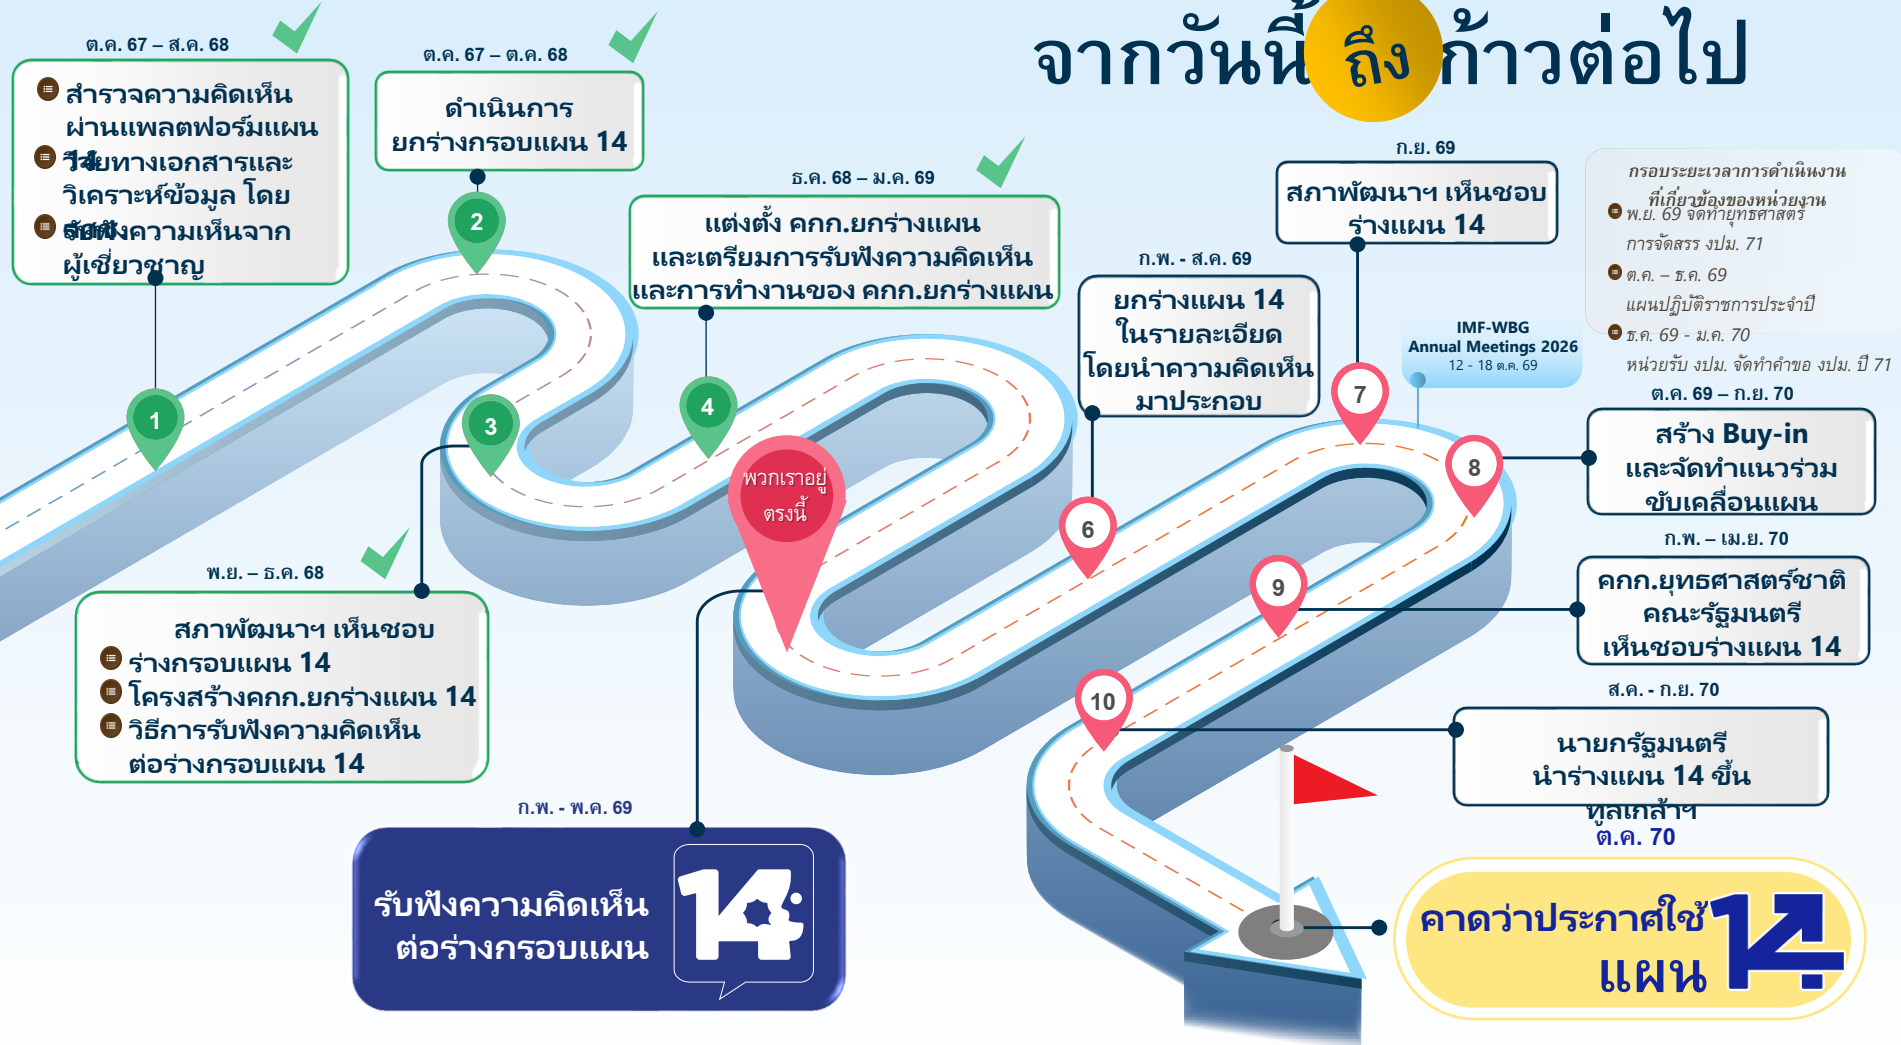 จากวันนี้ ถึง ก้าวต่อไป
ต.ค. 67 – ส.ค. 68
สำรวจความคิดเห็น
ผ่านแพลตฟอร์มแผน
14
วิจัยทางเอกสารและ
วิเคราะห์ข้อมูล โดย
รับฟังความเห็นจาก
ผู้เชี่ยวชาญ
1
ต.ค. 67 – ต.ค. 68
ดำเนินการ
ยกร่างกรอบแผน 14
2
พ.ย. – ธ.ค. 68
สภาพัฒนาฯ เห็นชอบ
ร่างกรอบแผน 14
โครงสร้างคกก.ยกร่างแผน 14
วิธีการรับฟังความคิดเห็น
ต่อร่างกรอบแผน 14
3
ธ.ค. 68 – ม.ค. 69
แต่งตั้ง คกก.ยกร่างแผน
และเตรียมการรับฟังความคิดเห็น
และการทำงานของ คกก.ยกร่างแผน
4
พวกเราอยู่
ตรงนี้
ก.พ. - พ.ค. 69
รับฟังความคิดเห็น
ต่อร่างกรอบแผน
14
ก.พ. - ส.ค. 69
ยกร่างแผน 14
ในรายละเอียด
โดยนำความคิดเห็น
มาประกอบ
6
ก.ย. 69
สภาพัฒนาฯ เห็นชอบ
ร่างแผน 14
7
IMF-WBG
Annual Meetings 2026
12 - 18 ต.ค. 69
กรอบระยะเวลาการดำเนินงาน
ที่เกี่ยวข้องของหน่วยงาน
พ.ย. 69 จัดทำยุทธศาสตร์
การจัดสรร งปม. 71
ต.ค. – ธ.ค. 69
แผนปฏิบัติราชการประจำปี
ธ.ค. 69 - ม.ค. 70
หน่วยรับ งปม. จัดทำคำขอ งปม. ปี 71
ต.ค. 69 – ก.ย. 70
สร้าง Buy-in
และจัดทำแนวร่วม
ขับเคลื่อนแผน
8
ก.พ. – เม.ย. 70
คกก.ยุทธศาสตร์ชาติ
คณะรัฐมนตรี
เห็นชอบร่างแผน 14
9
ส.ค. - ก.ย. 70
นายกรัฐมนตรี
นำร่างแผน 14 ขึ้น
ทูลเกล้าฯ
10
ต.ค. 70
คาดว่าประกาศใช้
แผน 14